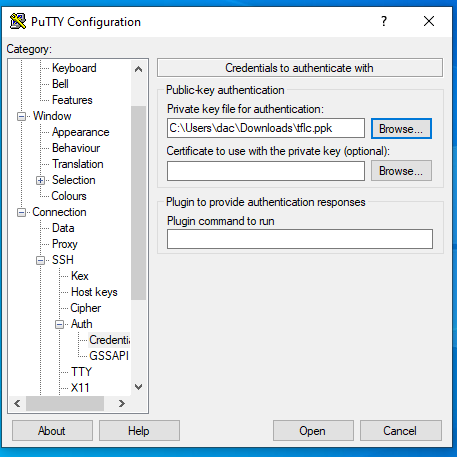 PuTTY Configuration
Category:
Keyboard
Bell
Features
Window
Appearance
Behaviour
Translation
Selection
Colours
Connection
Data
Proxy
SSH
Kex
Host keys
Cipher
Auth
Credentia
GSSAPI
TTY
X11
Credentials to authenticate with
Public-key authentication
Private key file for authentication:
C:\Users\dac\Downloads\tflc.ppk
Browse...
Certificate to use with the private key (optional):
Browse...
Plugin to provide authentication responses
Plugin command to run
About
Help
Open
Cancel